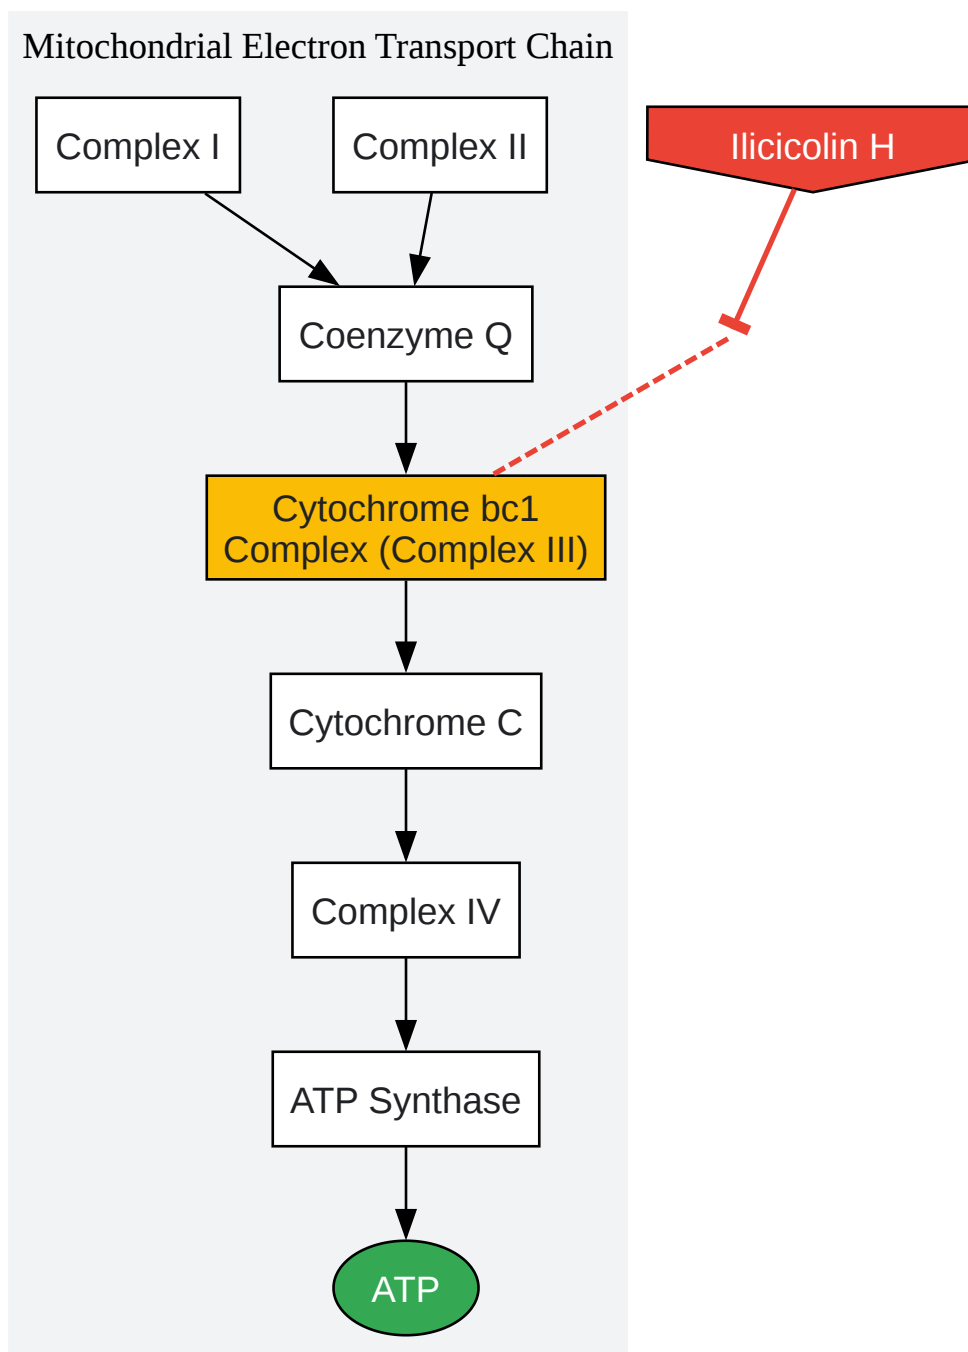 Mitochondrial Electron Transport Chain
Complex I
Complex II
Ilicicolin H
Coenzyme Q
Cytochrome bc1
Complex (Complex III)
Cytochrome C
Complex IV
ATP Synthase
ATP